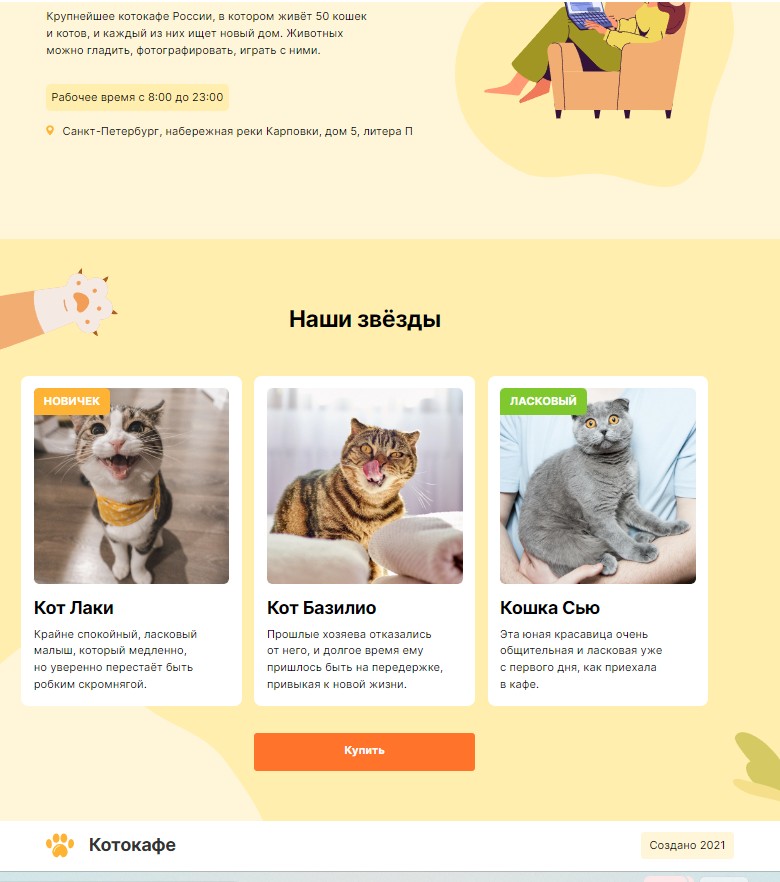 Крупнейшее котокафе России, в котором живёт 50 кошек
и котов, и каждый из них ищет новый дом. Животных
можно гладить, фотографировать, играть с ними.
Рабочее время с 8:00 до 23:00
Санкт-Петербург, набережная реки Карповки, дом 5, литера П
Наши звёзды
НОВИЧЕК
ЛАСКОВЫЙ
Кот Лаки
Крайне спокойный, ласковый
малыш, который медленно,
но уверенно перестаёт быть
робким скромнягой.
Кот Базилио
Прошлые хозяева отказались
от него, и долгое время ему
пришлось быть на передержке,
привыкая к новой жизни.
Кошка Сью
Эта юная красавица очень
общительная и ласковая уже
с первого дня, как приехала
в кафе.
Купить
Котокафе
Создано 2021